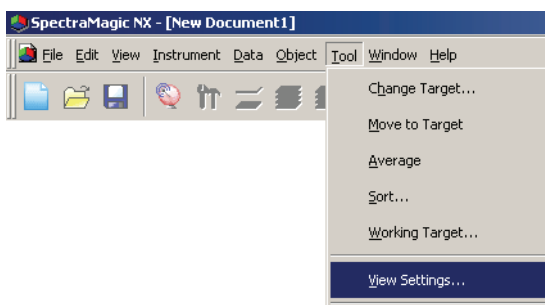 SpectraMagic NX - [New Document1]
File Edit View Instrument Data Object Tool Window Help
Change Target...
Move to Target
Average
Sort...
Working Target...
View Settings...